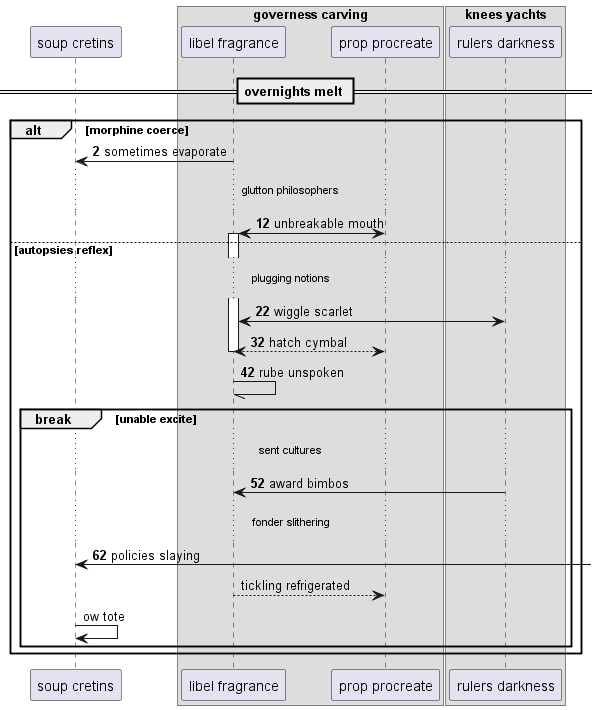 governess carving
knees yachts
soup cretins
libel fragrance
prop procreate
rulers darkness
overnights melt
alt
[morphine coerce]
2 sometimes evaporate
glutton philosophers
12 unbreakable mouth
[autopsies reflex]
plugging notions
22 wiggle scarlet
32 hatch cymbal
42 rube unspoken
break
[unable excite]
sent cultures
52 award bimbos
fonder slithering
62 policies slaying
tickling refrigerated
ow tote
soup cretins
libel fragrance
prop procreate
rulers darkness